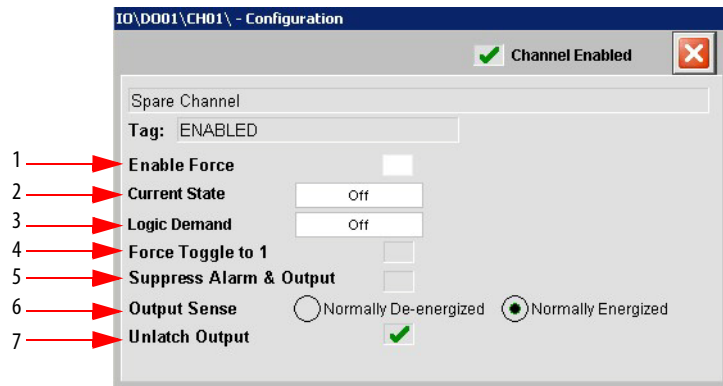 IO\DO01\CH01\ - Configuration
Channel Enabled
Spare Channel
Tag: ENABLED
1 Enable Force
2 Current State Off
3 Logic Demand Off
4 Force Toggle to 1
5 Suppress Alarm & Output
6 Output Sense Normally De-energized Normally Energized
7 Unlatch Output